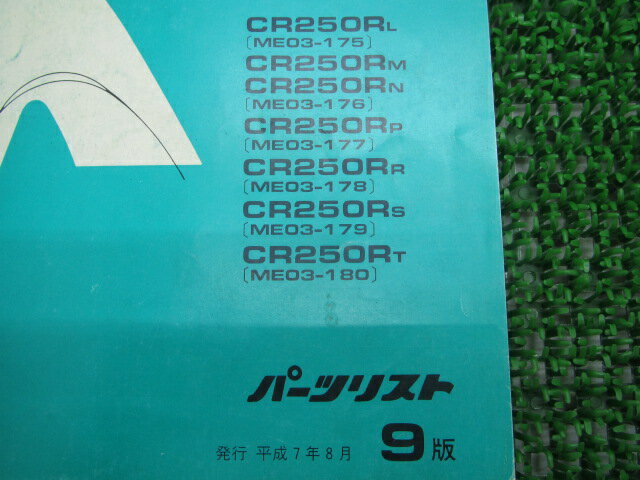 CR250RL
〔ME03-175〕
CR250RM
CR250RN
〔ME03-176〕
CR250RP
〔ME03-177〕
CR250RR
〔ME03-178〕
CR250RS
〔ME03-179〕
CR250RT
〔ME03-180〕
パーツリスト
発行 平成7年8月 9版